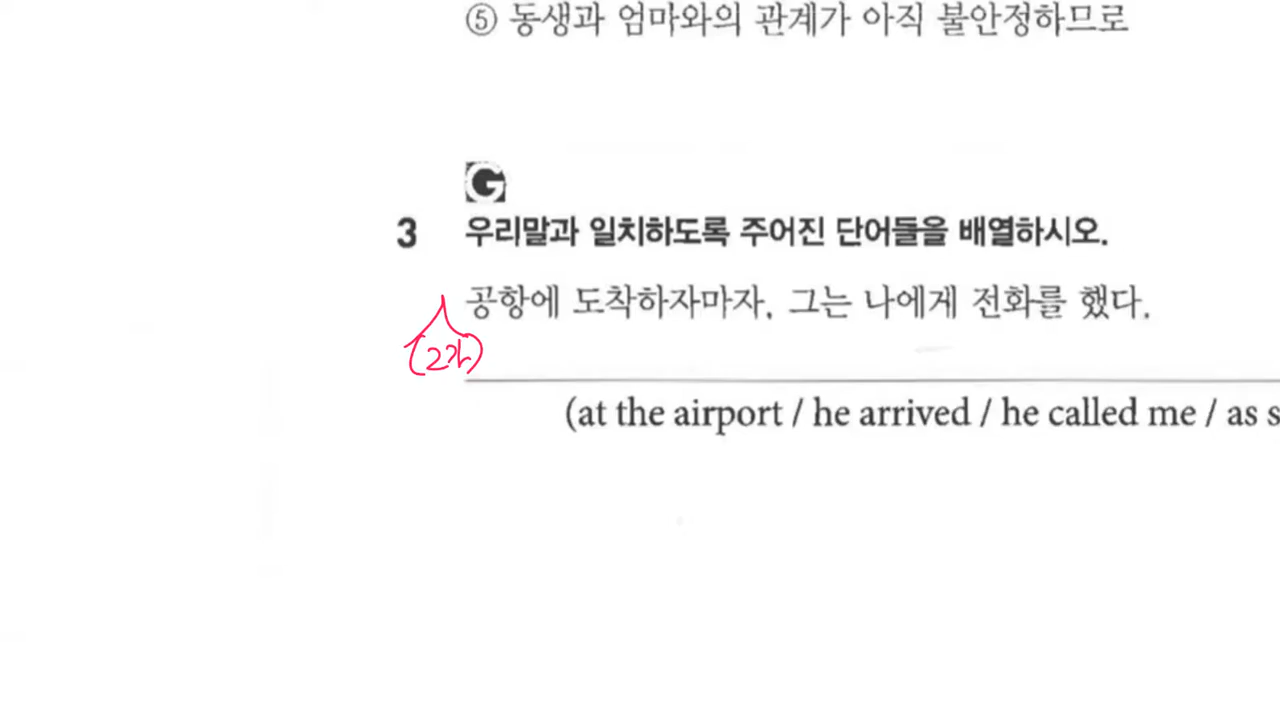 ⑤ 동생과 엄마와의 관계가 아직 불안정하므로
G
3 우리말과 일치하도록 주어진 단어들을 배열하시오.
공항에 도착하자마자, 그는 나에게 전화를 했다.
(at the airport / he arrived / he called me / as s